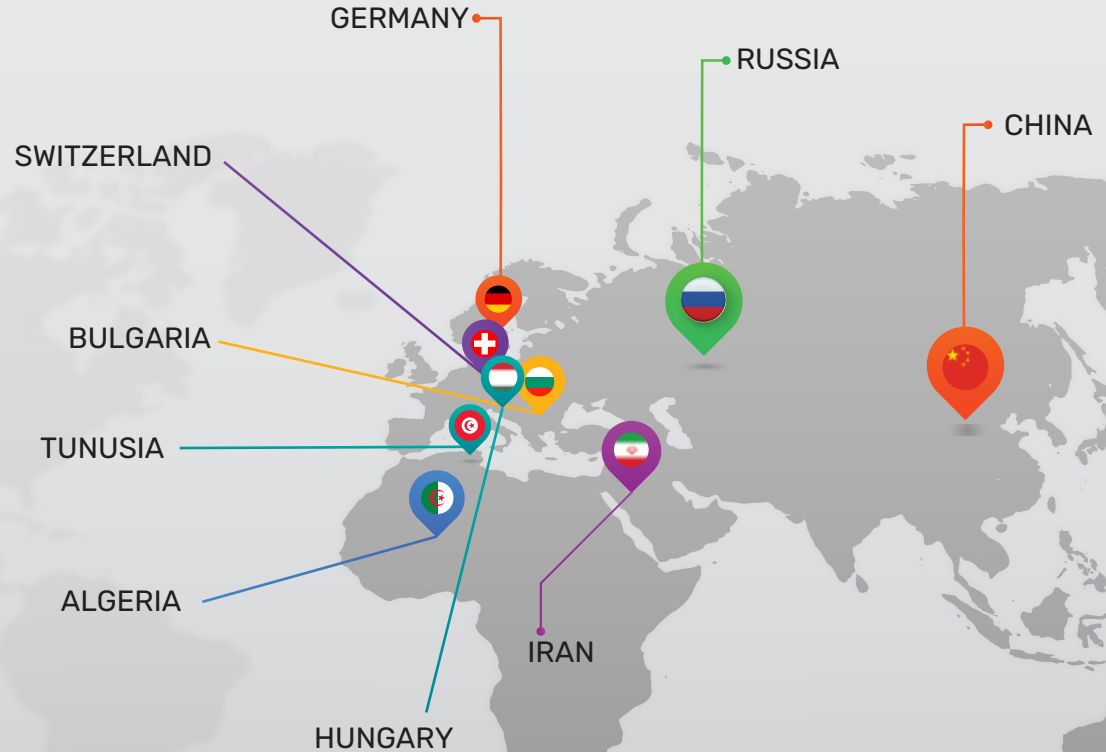 GERMANY
RUSSIA
CHINA
SWITZERLAND
BULGARIA
TUNUSIA
ALGERIA
IRAN
HUNGARY